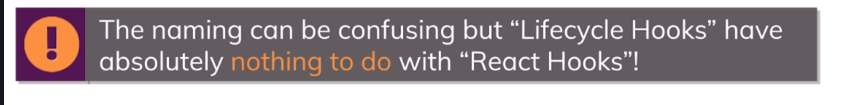 The naming can be confusing but “Lifecycle Hooks” have
absolutely nothing to do with “React Hooks”!